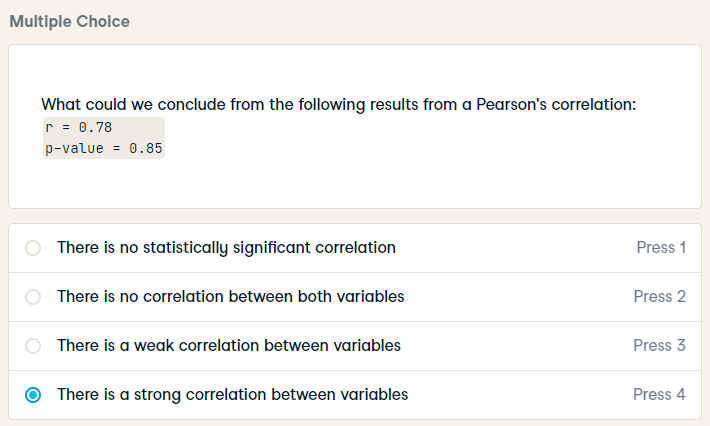 Multiple Choice
What could we conclude from the following results from a Pearson's correlation:
r = 0.78
p-value = 0.85
There is no statistically significant correlation Press 1
There is no correlation between both variables Press 2
There is a weak correlation between variables Press 3
There is a strong correlation between variables Press 4